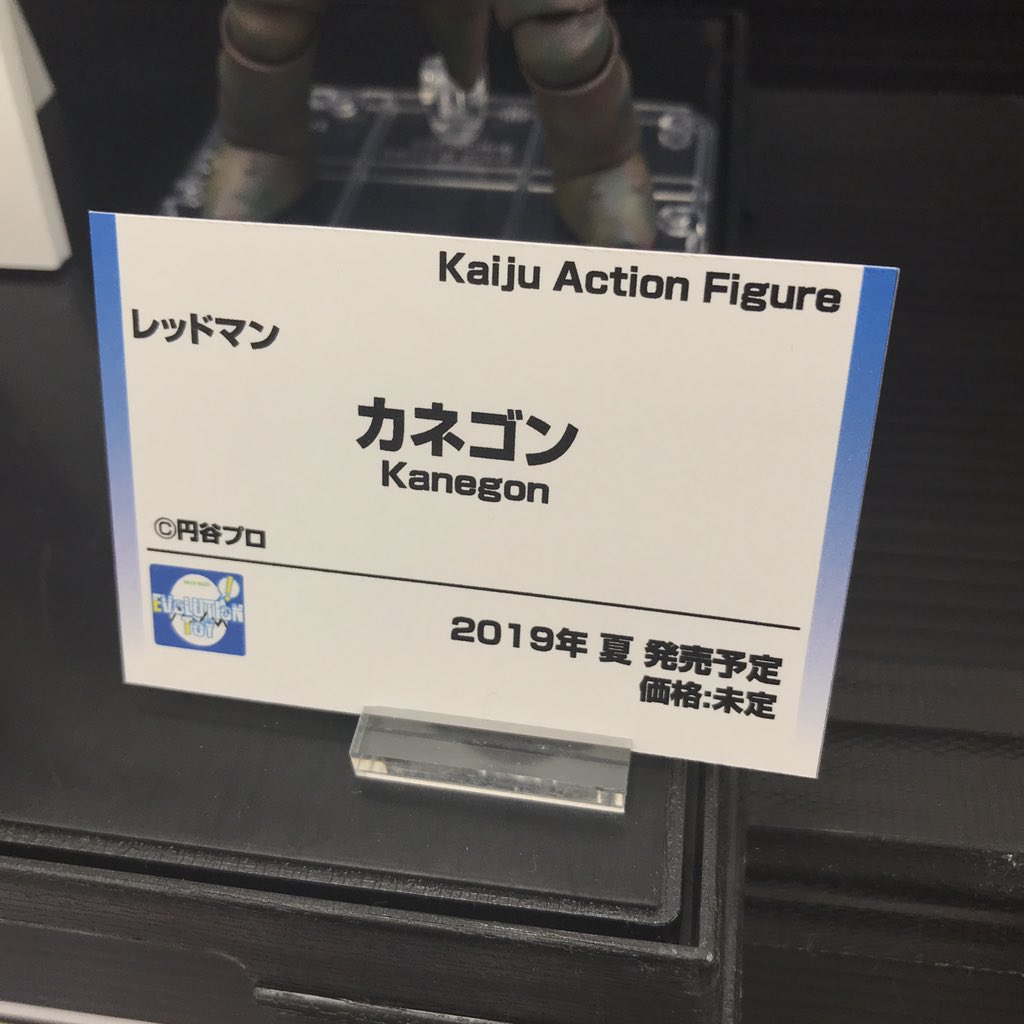 Kaiju Action Figure
レッドマン
カネゴン
Kanegon
©円谷プロ
EVOLUTION
TOY
2019年 夏 発売予定
価格:未定